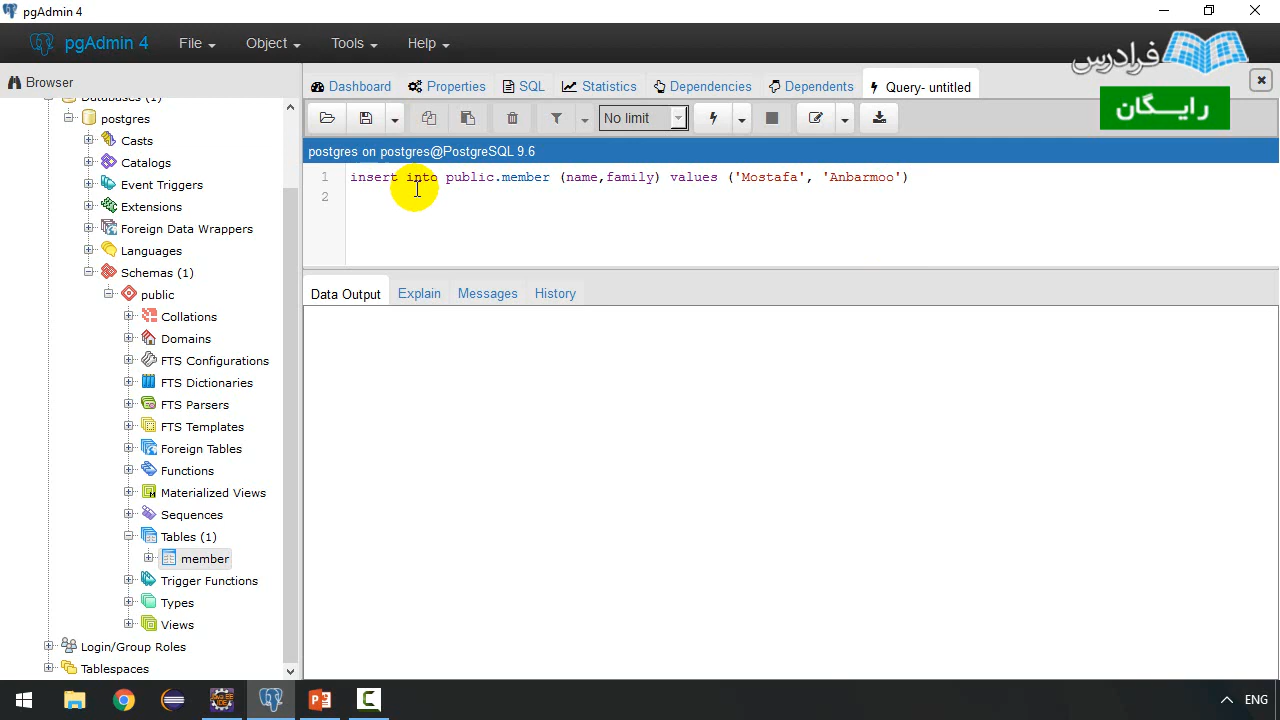 pgAdmin 4
pgAdmin 4
File
Object
Tools
Help
فرادرس
رایگان
Browser
Dashboard
Properties
SQL
Statistics
Dependencies
Dependents
Query- untitled
No limit
postgres on postgres@PostgreSQL 9.6
1 insert into public.member (name,family) values ('Mostafa', 'Anbarmoo')
2
Data Output
Explain
Messages
History
Databases (1)
postgres
Casts
Catalogs
Event Triggers
Extensions
Foreign Data Wrappers
Languages
Schemas (1)
public
Collations
Domains
FTS Configurations
FTS Dictionaries
FTS Parsers
FTS Templates
Foreign Tables
Functions
Materialized Views
Sequences
Tables (1)
member
Trigger Functions
Types
Views
Login/Group Roles
Tablespaces
ENG